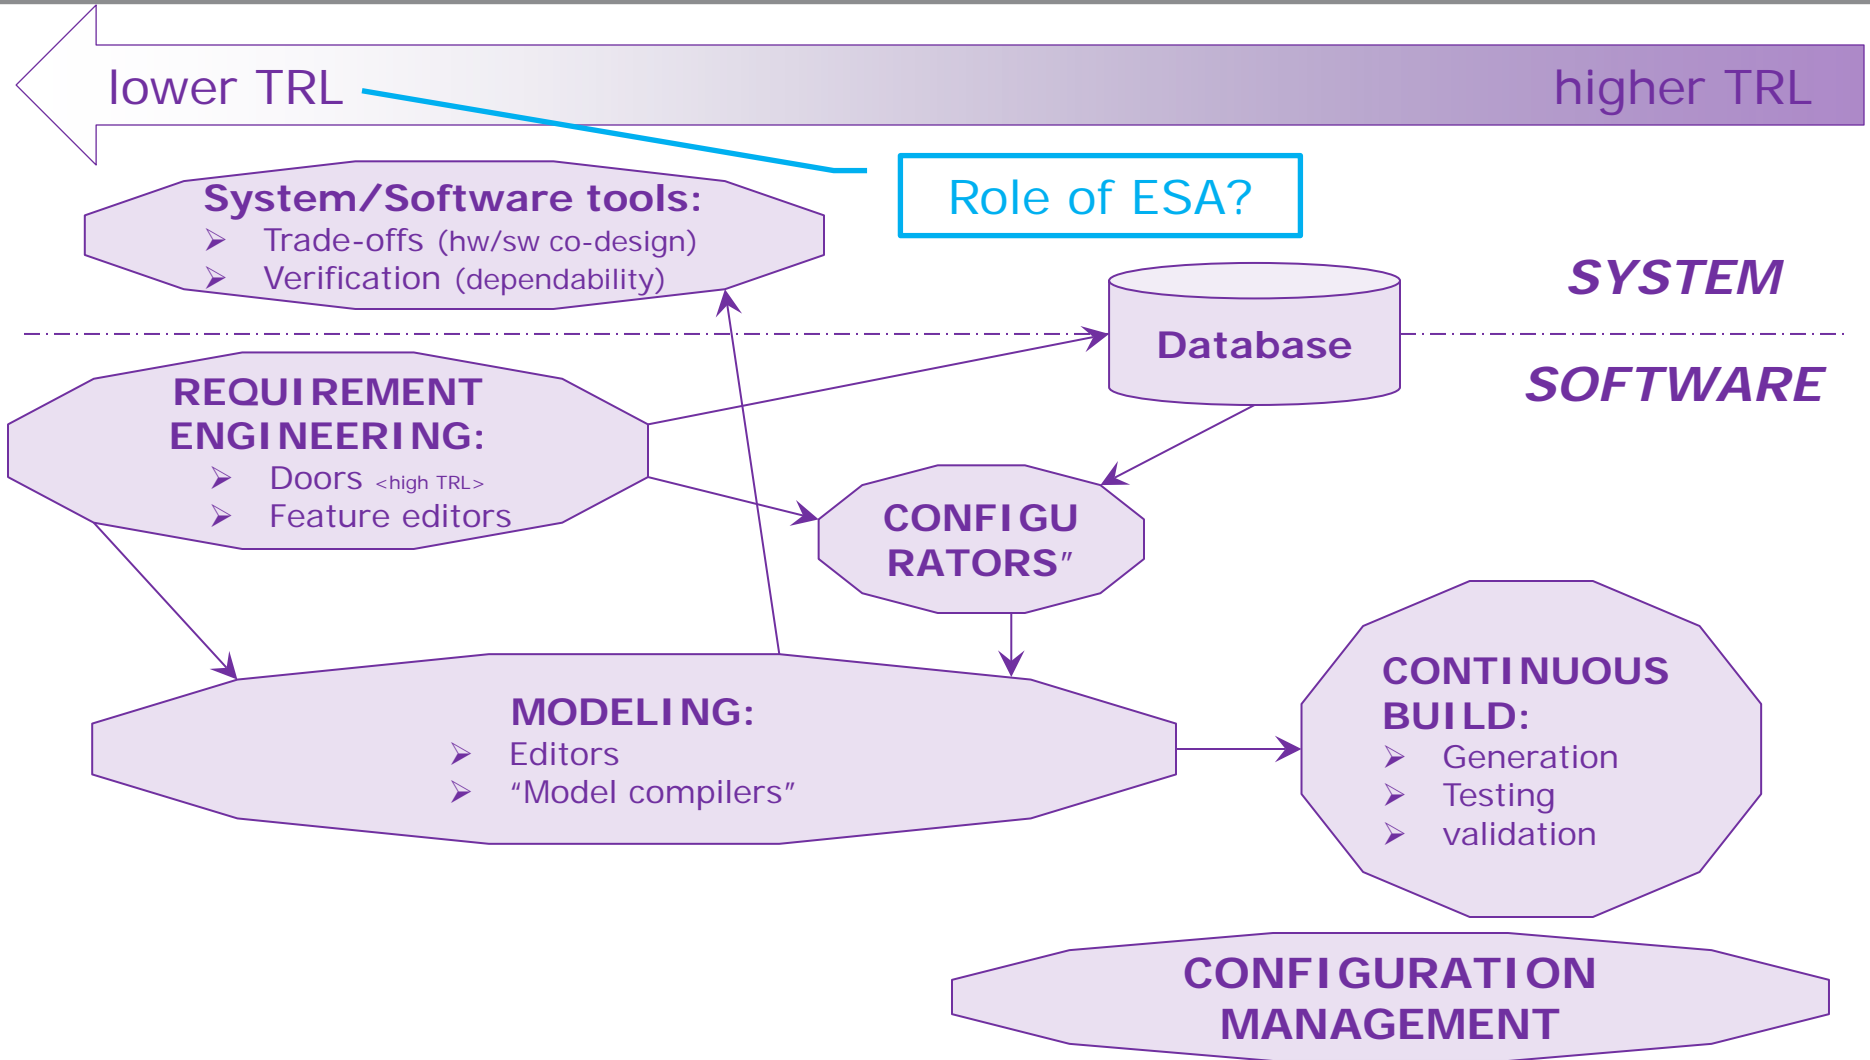 lower TRL
higher TRL
Role of ESA?
System/Software tools:
➢ Trade-offs (hw/sw co-design)
➢ Verification (dependability)
SYSTEM
Database
SOFTWARE
REQUIREMENT
ENGINEERING:
➢ Doors <high TRL>
➢ Feature editors
CONFIGU
RATORS”
MODELING:
➢ Editors
➢ “Model compilers”
CONTINUOUS
BUILD:
➢ Generation
➢ Testing
➢ validation
CONFIGURATION
MANAGEMENT